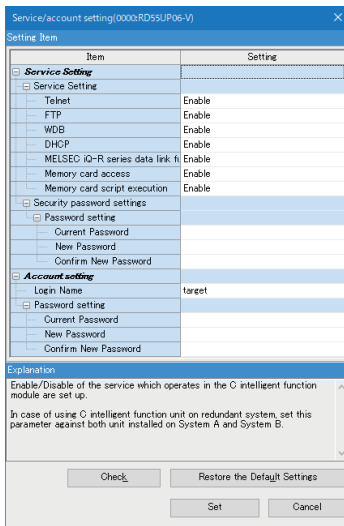 Service/account setting(0000:RD55UP06-V)
Setting Item
Item Setting
Service Setting
Service Setting
Telnet Enable
FTP Enable
WDB Enable
DHCP Enable
MELSEC iQ-R series data link fu Enable
Memory card access Enable
Memory card script execution Enable
Security password settings
Password setting
Current Password
New Password
Confirm New Password
Account setting
Login Name target
Password setting
Current Password
New Password
Confirm New Password
Explanation
Enable/Disable of the service which operates in the C intelligent function
module are set up.
In case of using C intelligent function unit on redundant system, set this
parameter against both unit installed on System A and System B.
Check Restore the Default Settings
Set Cancel